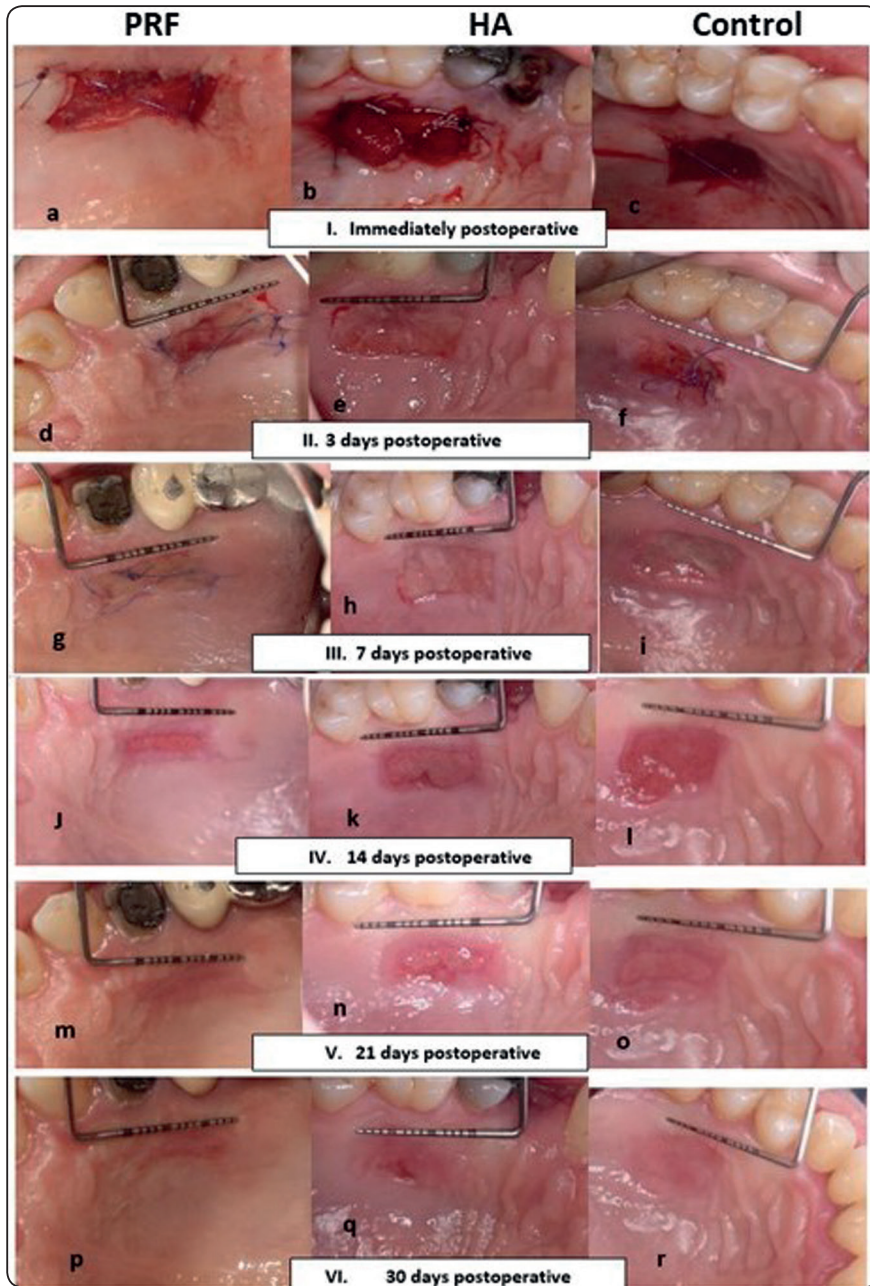 PRF HA Control
a b c
I. Immediately postoperative
d e f
II. 3 days postoperative
g h i
III. 7 days postoperative
J k l
IV. 14 days postoperative
m n o
V. 21 days postoperative
p q r
VI. 30 days postoperative